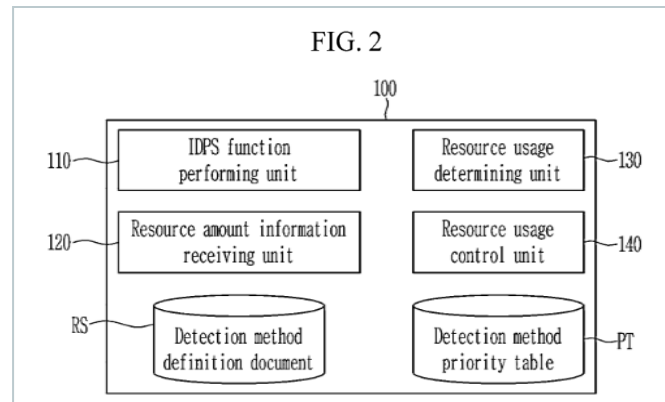 FIG. 2
100
110
IDPS function
performing unit
Resource usage
determining unit
130
120
Resource amount information
receiving unit
Resource usage
control unit
140
RS
Detection method
definition document
Detection method
priority table
PT